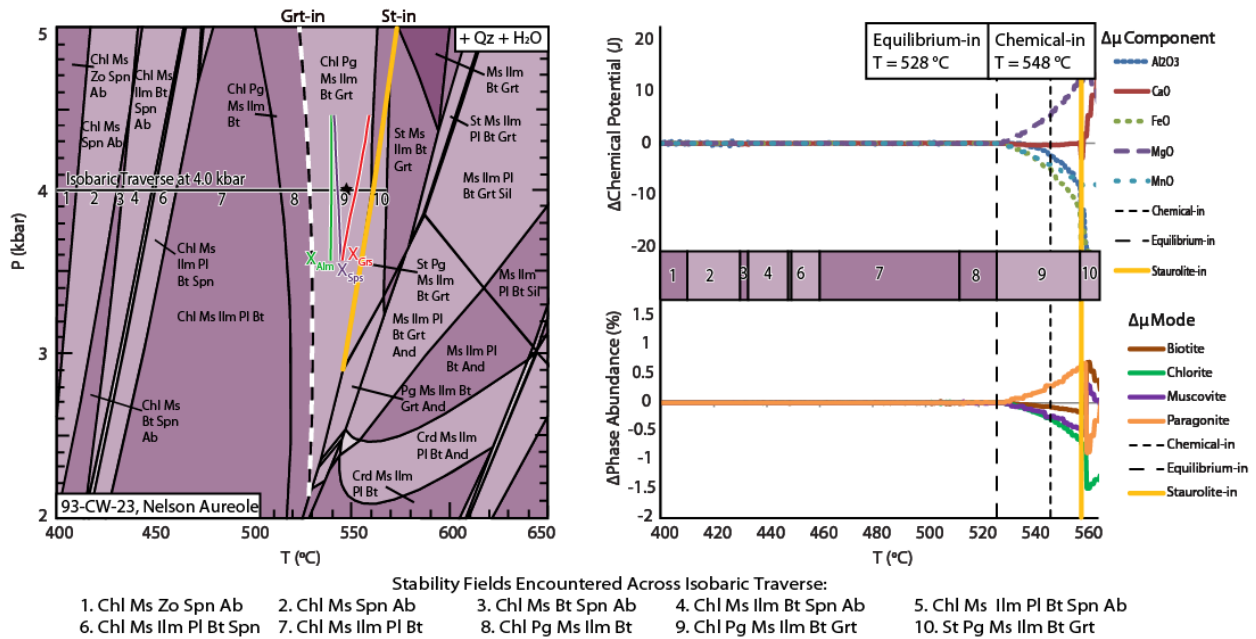 Grt-in St-in
5
+ Qz + H2O
Chl Ms
Zo Spn
Ab
Chl Ms
Ilm Bt
Spn
Ab
Chl Ms
Spn Ab
Chl Pg
Ms Ilm
Bt
Chl Pg
Ms Ilm
Bt Grt
Ms Ilm
Bt Grt
St Ms
Ilm Bt
Grt
St Ms Ilm
Pl Bt Grt
Ms Ilm Pl
Bt Grt Sil
4
Isobaric Traverse at 4.0 kbar
1 2 3 4 6 7 8 9 10
P (kbar)
XAlm
XSps
XGrs
Chl Ms
Ilm Pl
Bt Spn
Chl Ms Ilm Pl Bt
St Pg
Ms Ilm
Bt Grt
Ms Ilm
Pl Bt Sil
Ms Ilm Pl
Bt Grt
And
3
Ms Ilm Pl
Bt And
Pg Ms Ilm Bt
Grt And
Chl Ms
Bt Spn
Ab
Crd Ms Ilm
Pl Bt And
Crd Ms Ilm
Pl Bt
93-CW-23, Nelson Aureole
2
400 450 500 550 600 650
T (ºC)
20
10
0
-10
-20
ΔChemical Potential (J)
Equilibrium-in
T = 528 ºC
Chemical-in
T = 548 ºC
Δμ Component
Al2O3
CaO
FeO
MgO
MnO
Chemical-in
Equilibrium-in
Staurolite-in
1 2 3 4 6 7 8 9 10
1.5
1
0.5
0
-0.5
-1
-1.5
-2
ΔPhase Abundance (%)
Δμ Mode
Biotite
Chlorite
Muscovite
Paragonite
Chemical-in
Equilibrium-in
Staurolite-in
400 420 440 460 480 500 520 540 560
T (ºC)
Stability Fields Encountered Across Isobaric Traverse:
1. Chl Ms Zo Spn Ab 2. Chl Ms Spn Ab 3. Chl Ms Bt Spn Ab 4. Chl Ms Ilm Bt Spn Ab 5. Chl Ms Ilm Pl Bt Spn Ab
6. Chl Ms Ilm Pl Bt Spn 7. Chl Ms Ilm Pl Bt 8. Chl Pg Ms Ilm Bt 9. Chl Pg Ms Ilm Bt Grt 10. St Pg Ms Ilm Bt Grt